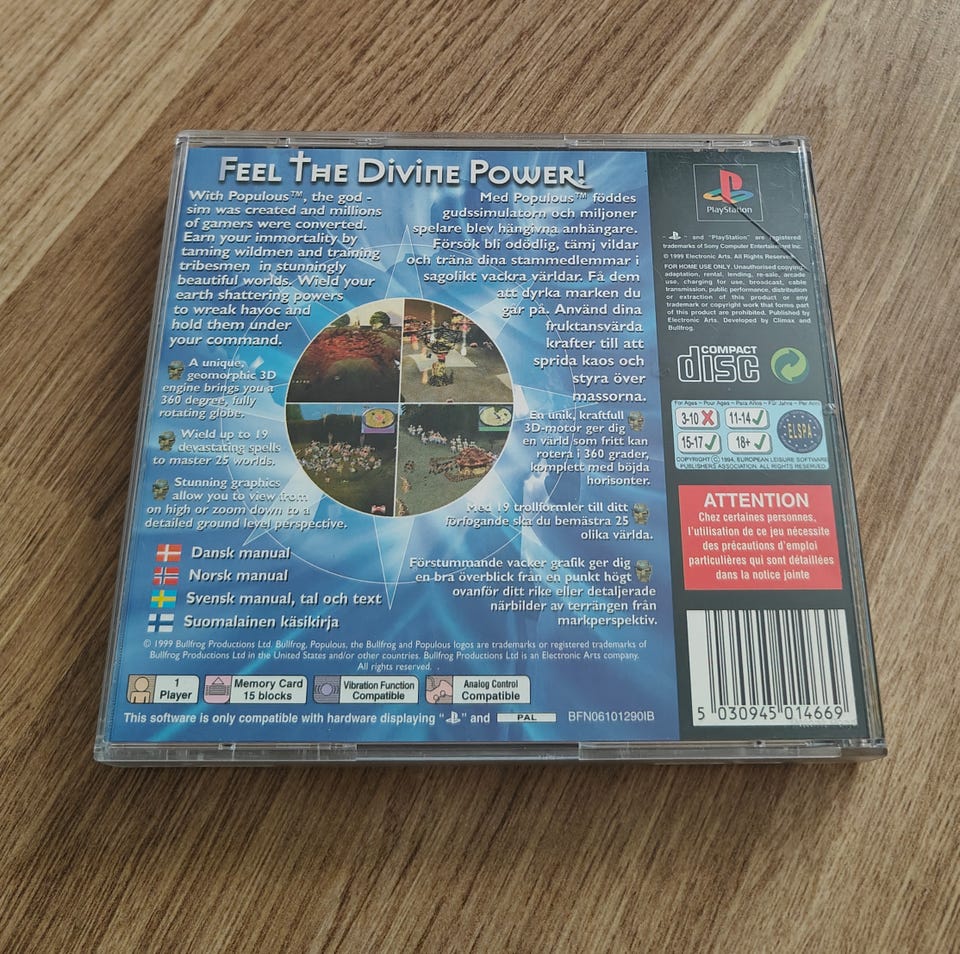 FEEL THE DIVINE POWER!
With Populous™, the god -
sim was created and millions
of gamers were converted.
Earn your immortality by
taming wildmen and training
tribesmen in stunningly
beautiful worlds. Wield your
earth shattering powers
to wreak havoc and
hold them under
your command.
A unique,
geomorphic 3D
engine brings you a
360 degree, fully
rotating globe.
Wield up to 19
devastating spells
to master 25 worlds.
Stunning graphics
allow you to view from
on high or zoom down to a
detailed ground level perspective.
Med Populous™ föddes
gudssimulatorn och miljoner
spelare blev hängivna anhängare.
Försök bli odödlig, tämj vildar
och träna dina stammedlemmar i
sagolikt vackra världar. Få dem
att dyrka marken du
går på. Använd dina
fruktansvärda
krafter till att
sprida kaos och
styra över
massorna.
En unik, kraftfull
3D-motor ger dig
en värld som fritt kan
rotera i 360 grader,
komplett med böjda
horisonter.
Med 19 trollformler till ditt
förfogande ska du bemästra 25
olika världa.
Förstummande vacker grafik ger dig
en bra överblick från en punkt högt
ovanför ditt rike eller detaljerade
närbilder av terrängen från
markperspektiv.
Dansk manual
Norsk manual
Svensk manual, tal och text
Suomalainen käsikirja
© 1999 Bullfrog Productions Ltd. Bullfrog, Populous, the Bullfrog and Populous logos are trademarks or registered trademarks of
Bullfrog Productions Ltd in the United States and/or other countries. Bullfrog Productions Ltd is an Electronic Arts company.
All rights reserved.
1
Player
Memory Card
15 blocks
Vibration Function
Compatible
Analog Control
Compatible
This software is only compatible with hardware displaying " " and PAL BFN06101290IB
PlayStation
" " and "PlayStation" are registered
trademarks of Sony Computer Entertainment Inc.
© 1999 Electronic Arts. All Rights Reserved.
FOR HOME USE ONLY. Unauthorised copying,
adaptation, rental, lending, re-sale, arcade
use, charging for use, broadcast, cable
transmission, public performance, distribution
or extraction of this product or any
trademark or copyright work that forms part
of this product are prohibited. Published by
Electronic Arts. Developed by Climax and
Bullfrog.
COMPACT
disc
For Ages - Pour Ages - Para Años - Für Jahre - Per Anni
3-10 11-14
15-17 18+
ELSPA
COPYRIGHT © 1994, EUROPEAN LEISURE SOFTWARE
PUBLISHERS ASSOCIATION. ALL RIGHTS RESERVED.
ATTENTION
Chez certaines personnes,
l'utilisation de ce jeu nécessite
des précautions d'emploi
particulières qui sont détaillées
dans la notice jointe
5 030945 014669